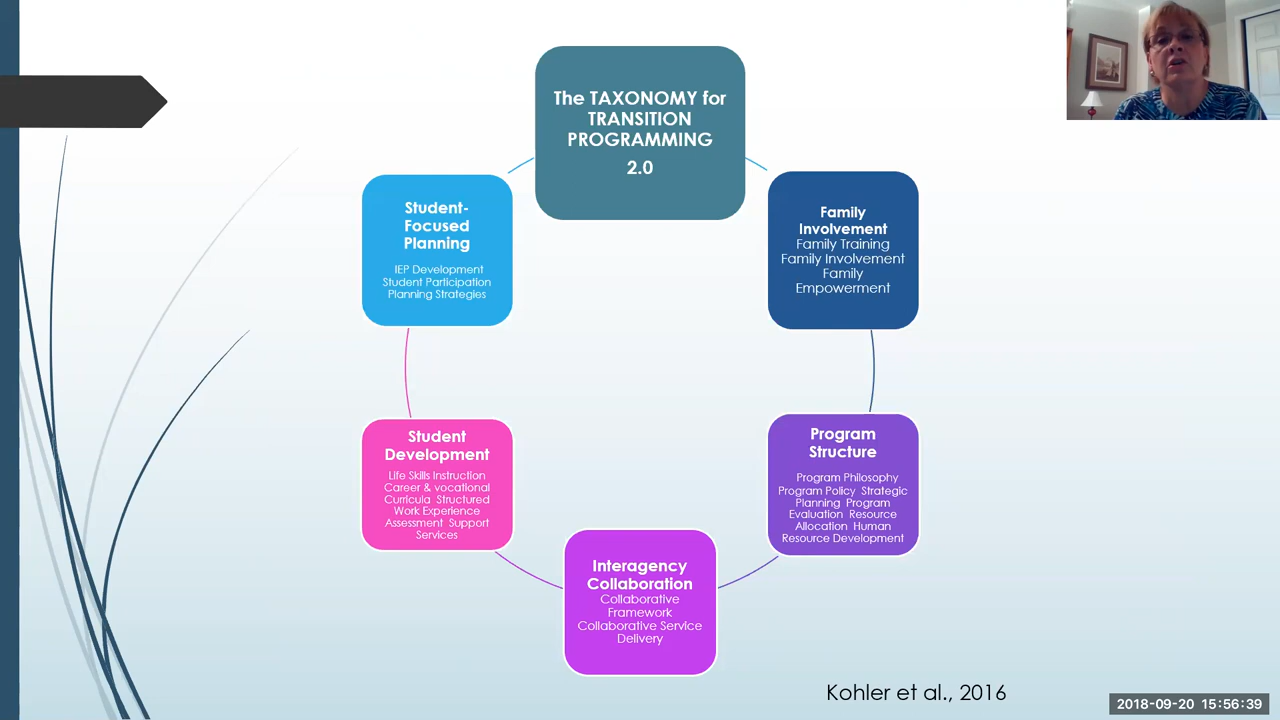 The TAXONOMY for
TRANSITION
PROGRAMMING
2.0
Student-
Focused
Planning
IEP Development
Student Participation
Planning Strategies
Family
Involvement
Family Training
Family Involvement
Family
Empowerment
Student
Development
Life Skills Instruction
Career & vocational
Curricula Structured
Work Experience
Assessment Support
Services
Program
Structure
Program Philosophy
Program Policy Strategic
Planning Program
Evaluation Resource
Allocation Human
Resource Development
Interagency
Collaboration
Collaborative
Framework
Collaborative Service
Delivery
Kohler et al., 2016
2018-09-20 15:56:39